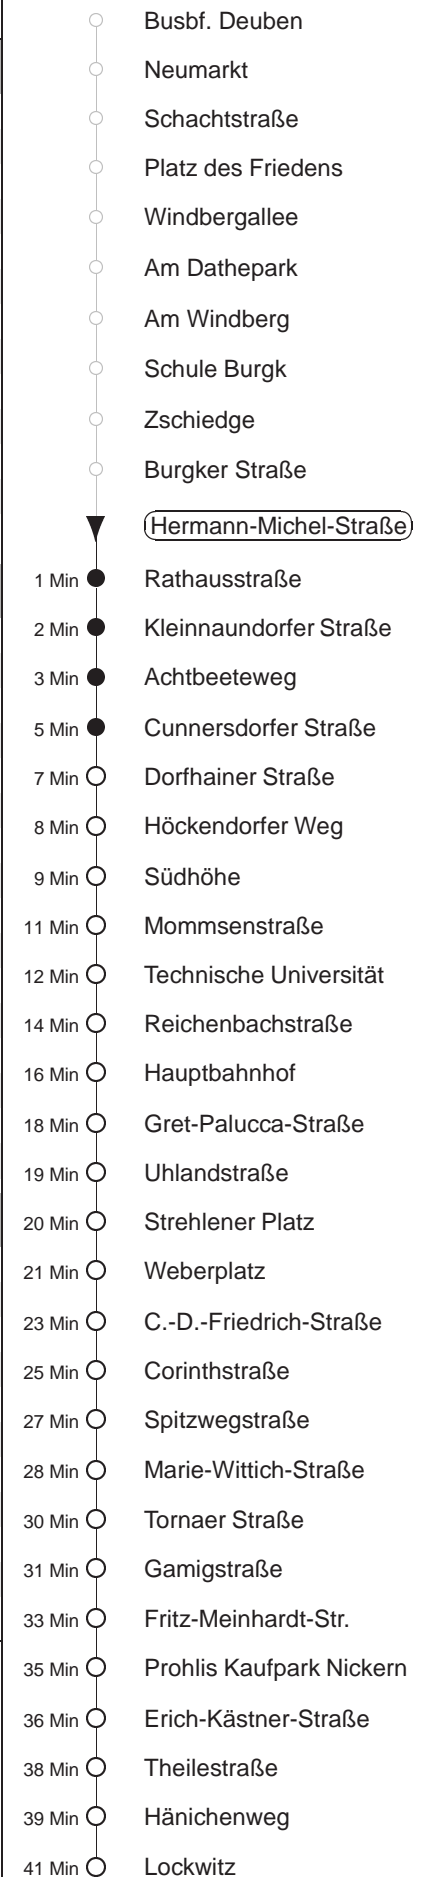 Busbf. Deuben
Neumarkt
Schachtstraße
Platz des Friedens
Windbergallee
Am Dathepark
Am Windberg
Schule Burgk
Zschiedge
Burgker Straße
Hermann-Michel-Straße
1 Min Rathausstraße
2 Min Kleinnaundorfer Straße
3 Min Achtbeeteweg
5 Min Cunnersdorfer Straße
7 Min Dorfhainer Straße
8 Min Höckendorfer Weg
9 Min Südhöhe
11 Min Mommsenstraße
12 Min Technische Universität
14 Min Reichenbachstraße
16 Min Hauptbahnhof
18 Min Gret-Palucca-Straße
19 Min Uhlandstraße
20 Min Strehlener Platz
21 Min Weberplatz
23 Min C.-D.-Friedrich-Straße
25 Min Corinthstraße
27 Min Spitzwegstraße
28 Min Marie-Wittich-Straße
30 Min Tornaer Straße
31 Min Gamigstraße
33 Min Fritz-Meinhardt-Str.
35 Min Prohlis Kaufpark Nickern
36 Min Erich-Kästner-Straße
38 Min Theilestraße
39 Min Hänichenweg
41 Min Lockwitz